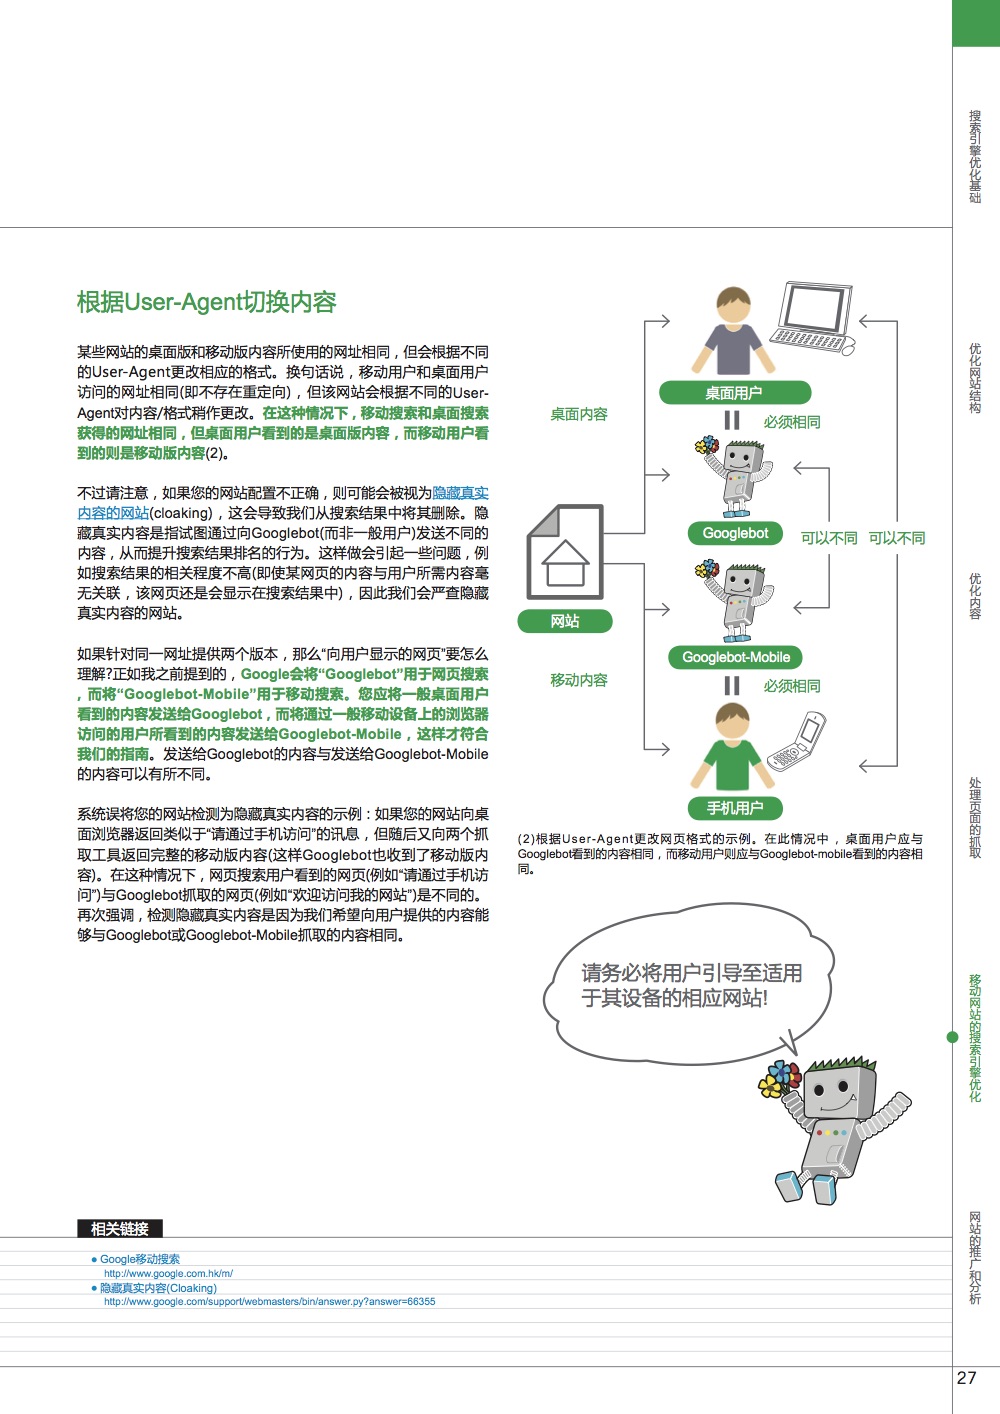 根据User-Agent切换内容
某些网站的桌面版和移动版内容所使用的网址相同，但会根据不同
的User-Agent更改相应的格式。换句话说，移动用户和桌面用户
访问的网址相同(即不存在重定向)，但该网站会根据不同的User-
Agent对内容/格式稍作更改。在这种情况下，移动搜索和桌面搜索
获得的网址相同，但桌面用户看到的是桌面版内容，而移动用户看
到的则是移动版内容(2)。
不过请注意，如果您的网站配置不正确，则可能会被视为隐藏真实
内容的网站(cloaking)，这会导致我们从搜索结果中将其删除。隐
藏真实内容是指试图通过向Googlebot(而非一般用户)发送不同的
内容，从而提升搜索结果排名的行为。这样做会引起一些问题，例
如搜索结果的相关程度不高(即使某网页的内容与用户所需内容毫
无关联，该网页还是会显示在搜索结果中)，因此我们会严查隐藏
真实内容的网站。
如果针对同一网址提供两个版本，那么“向用户显示的网页”要怎么
理解?正如我之前提到的，Google会将“Googlebot”用于网页搜索
，而将“Googlebot-Mobile”用于移动搜索。您应将一般桌面用户
看到的内容发送给Googlebot，而将通过一般移动设备上的浏览器
访问的用户所看到的内容发送给Googlebot-Mobile，这样才符合
我们的指南。发送给Googlebot的内容与发送给Googlebot-Mobile
的内容可以有所不同。
系统误将您的网站检测为隐藏真实内容的示例：如果您的网站向桌
面浏览器返回类似于“请通过手机访问”的讯息，但随后又向两个抓
取工具返回完整的移动版内容(这样Googlebot也收到了移动版内
容)。在这种情况下，网页搜索用户看到的网页(例如“请通过手机访
问”)与Googlebot抓取的网页(例如“欢迎访问我的网站”)是不同的。
再次强调，检测隐藏真实内容是因为我们希望向用户提供的内容能
够与Googlebot或Googlebot-Mobile抓取的内容相同。
桌面用户
桌面内容
必须相同
Googlebot
可以不同 可以不同
网站
Googlebot-Mobile
移动内容
必须相同
手机用户
(2)根据User-Agent更改网页格式的示例。在此情况中，桌面用户应与
Googlebot看到的内容相同，而移动用户则应与Googlebot-mobile看到的内容相
同。
请务必将用户引导至适用
于其设备的相应网站!
相关链接
● Google移动搜索
http://www.google.com.hk/m/
● 隐藏真实内容(Cloaking)
http://www.google.com/support/webmasters/bin/answer.py?answer=66355
搜索引擎优化基础
优化网站结构
优化内容
处理页面的抓取
移动网站的搜索引擎优化
网站的推广和分析
27